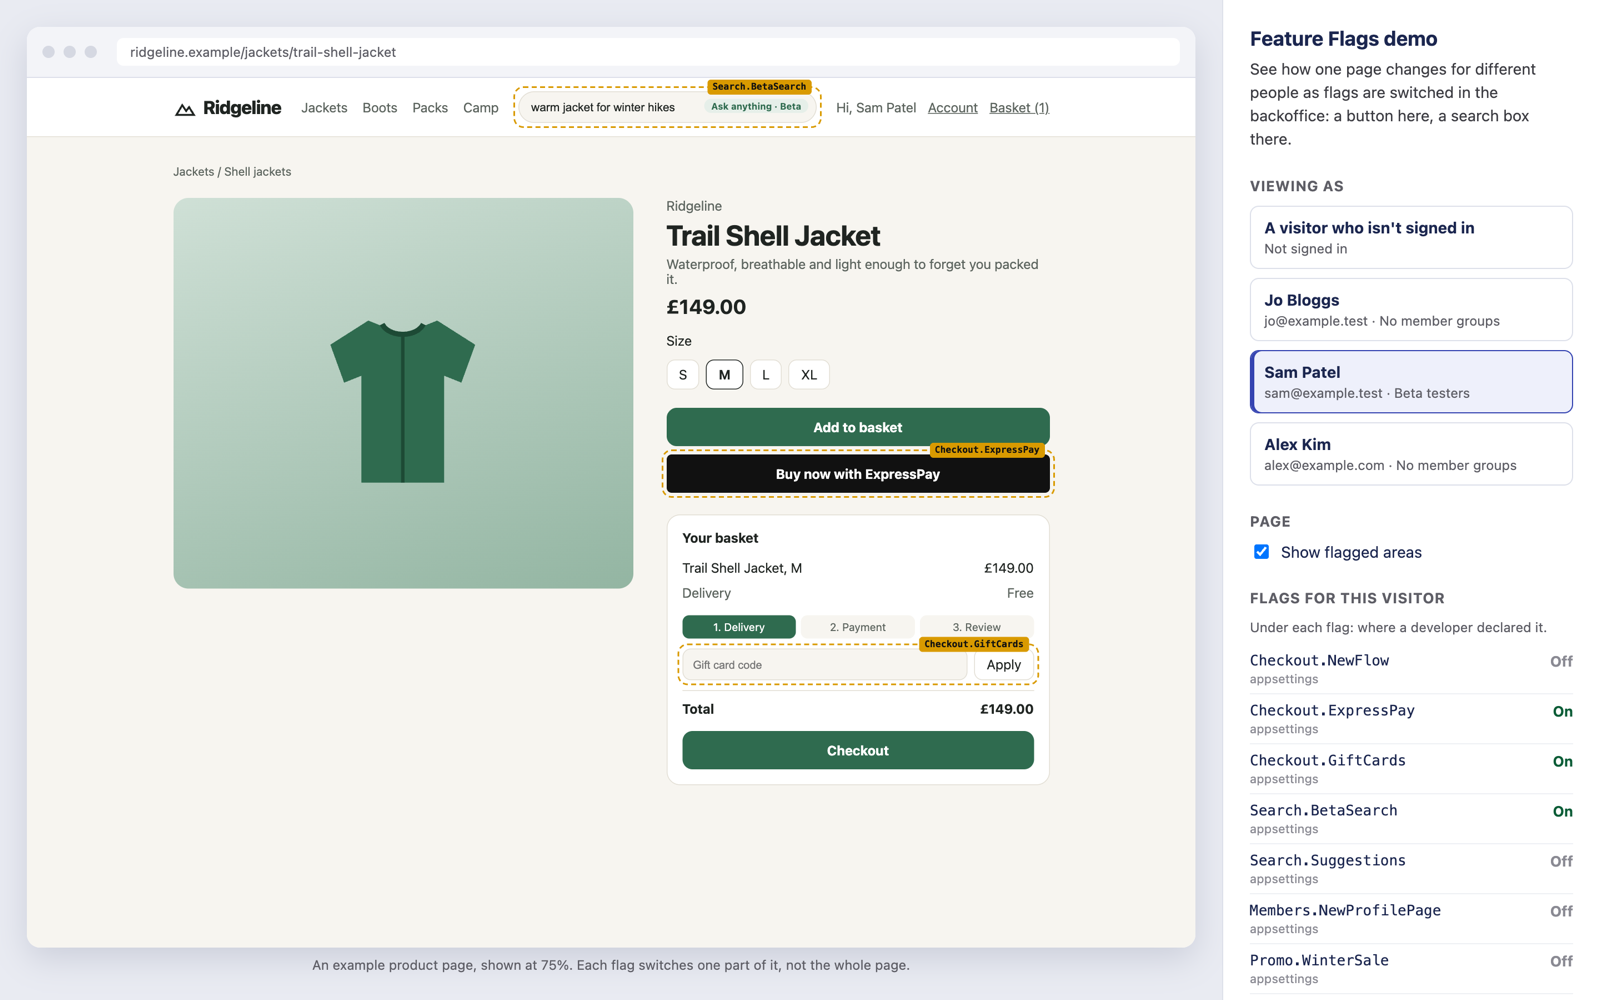 ridgeline.example/jackets/trail-shell-jacket
Ridgeline
Jackets
Boots
Packs
Camp
Search.BetaSearch
warm jacket for winter hikes
Ask anything · Beta
Hi, Sam Patel
Account
Basket (1)
Jackets / Shell jackets
Ridgeline
Trail Shell Jacket
Waterproof, breathable and light enough to forget you packed
it.
£149.00
Size
S
M
L
XL
Add to basket
Checkout.ExpressPay
Buy now with ExpressPay
Your basket
Trail Shell Jacket, M £149.00
Delivery Free
1. Delivery
2. Payment
3. Review
Checkout.GiftCards
Gift card code
Apply
Total £149.00
Checkout
An example product page, shown at 75%. Each flag switches one part of it, not the whole page.
Feature Flags demo
See how one page changes for different
people as flags are switched in the
backoffice: a button here, a search box
there.
VIEWING AS
A visitor who isn't signed in
Not signed in
Jo Bloggs
jo@example.test · No member groups
Sam Patel
sam@example.test · Beta testers
Alex Kim
alex@example.com · No member groups
PAGE
Show flagged areas
FLAGS FOR THIS VISITOR
Under each flag: where a developer declared it.
Checkout.NewFlow Off
appsettings
Checkout.ExpressPay On
appsettings
Checkout.GiftCards On
appsettings
Search.BetaSearch On
appsettings
Search.Suggestions Off
appsettings
Members.NewProfilePage Off
appsettings
Promo.WinterSale Off
appsettings